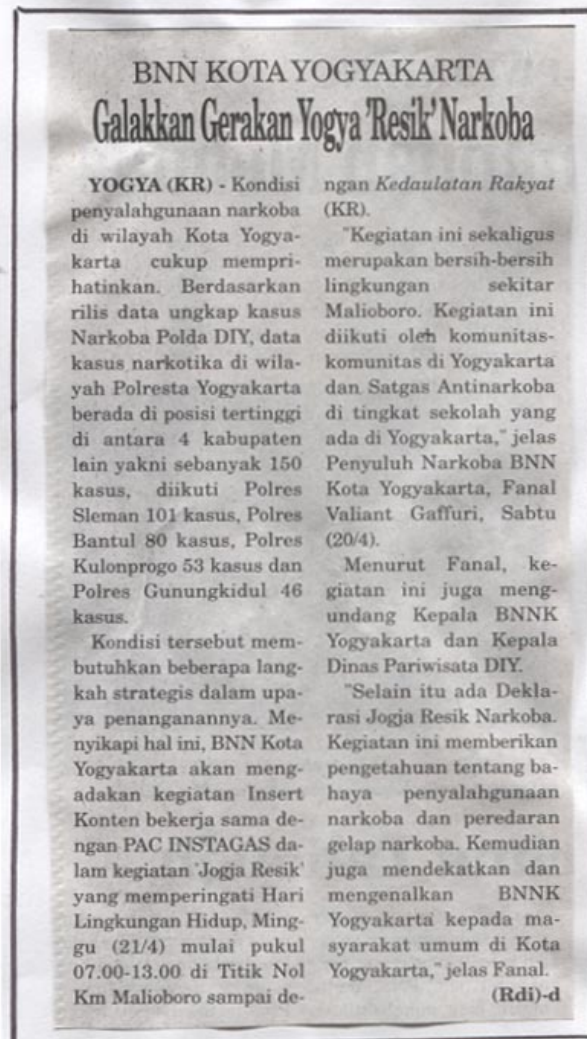 BNN KOTA YOGYAKARTA
Galakkan Gerakan Yogya 'Resik' Narkoba
YOGYA (KR) - Kondisi
penyalahgunaan narkoba
di wilayah Kota Yogya-
karta cukup mempri-
hatinkan. Berdasarkan
rilis data ungkap kasus
Narkoba Polda DIY, data
kasus narkotika di wila-
yah Polresta Yogyakarta
berada di posisi tertinggi
di antara 4 kabupaten
lain yakni sebanyak 150
kasus, diikuti Polres
Sleman 101 kasus, Polres
Bantul 80 kasus, Polres
Kulonprogo 53 kasus dan
Polres Gunungkidul 46
kasus.
Kondisi tersebut mem-
butuhkan beberapa lang-
kah strategis dalam upa-
ya penanganannya. Me-
nyikapi hal ini, BNN Kota
Yogyakarta akan meng-
adakan kegiatan Insert
Konten bekerja sama de-
ngan PAC INSTAGAS da-
lam kegiatan 'Jogja Resik'
yang memperingati Hari
Lingkungan Hidup, Ming-
gu (21/4) mulai pukul
07.00-13.00 di Titik Nol
Km Malioboro sampai de-
ngan Kedaulatan Rakyat
(KR).
"Kegiatan ini sekaligus
merupakan bersih-bersih
lingkungan sekitar
Malioboro. Kegiatan ini
diikuti oleh komunitas-
komunitas di Yogyakarta
dan Satgas Antinarkoba
di tingkat sekolah yang
ada di Yogyakarta," jelas
Penyuluh Narkoba BNN
Kota Yogyakarta, Fanal
Valiant Gaffuri, Sabtu
(20/4).
Menurut Fanal, ke-
giatan ini juga meng-
undang Kepala BNNK
Yogyakarta dan Kepala
Dinas Pariwisata DIY.
"Selain itu ada Dekla-
rasi Jogja Resik Narkoba.
Kegiatan ini memberikan
pengetahuan tentang ba-
haya penyalahgunaan
narkoba dan peredaran
gelap narkoba. Kemudian
juga mendekatkan dan
mengenalkan BNNK
Yogyakarta kepada ma-
syarakat umum di Kota
Yogyakarta," jelas Fanal.
(Rdi)-d